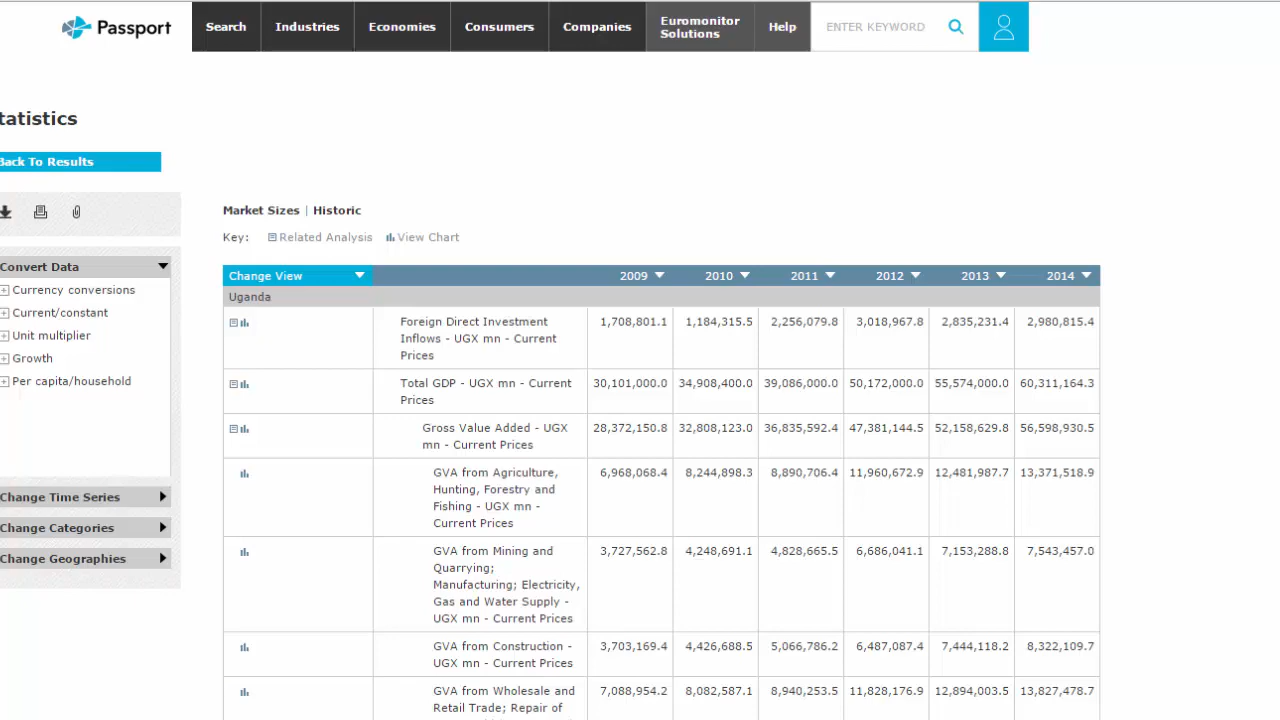 Passport
Search
Industries
Economies
Consumers
Companies
Euromonitor
Solutions
Help
ENTER KEYWORD
tatistics
Back To Results
Convert Data
Currency conversions
Current/constant
Unit multiplier
Growth
Per capita/household
Change Time Series
Change Categories
Change Geographies
Market Sizes | Historic
Key: Related Analysis View Chart
Change View 2009 2010 2011 2012 2013 2014
Uganda
Foreign Direct Investment 1,708,801.1 1,184,315.5 2,256,079.8 3,018,967.8 2,835,231.4 2,980,815.4
Inflows - UGX mn - Current
Prices
Total GDP - UGX mn - Current 30,101,000.0 34,908,400.0 39,086,000.0 50,172,000.0 55,574,000.0 60,311,164.3
Prices
Gross Value Added - UGX 28,372,150.8 32,808,123.0 36,835,592.4 47,381,144.5 52,158,629.8 56,598,930.5
mn - Current Prices
GVA from Agriculture, 6,968,068.4 8,244,898.3 8,890,706.4 11,960,672.9 12,481,987.7 13,371,518.9
Hunting, Forestry and
Fishing - UGX mn -
Current Prices
GVA from Mining and 3,727,562.8 4,248,691.1 4,828,665.5 6,686,041.1 7,153,288.8 7,543,457.0
Quarrying;
Manufacturing; Electricity,
Gas and Water Supply -
UGX mn - Current Prices
GVA from Construction - 3,703,169.4 4,426,688.5 5,066,786.2 6,487,087.4 7,444,118.2 8,322,109.7
UGX mn - Current Prices
GVA from Wholesale and 7,088,954.2 8,082,587.1 8,940,253.5 11,828,176.9 12,894,003.5 13,827,478.7
Retail Trade; Repair of